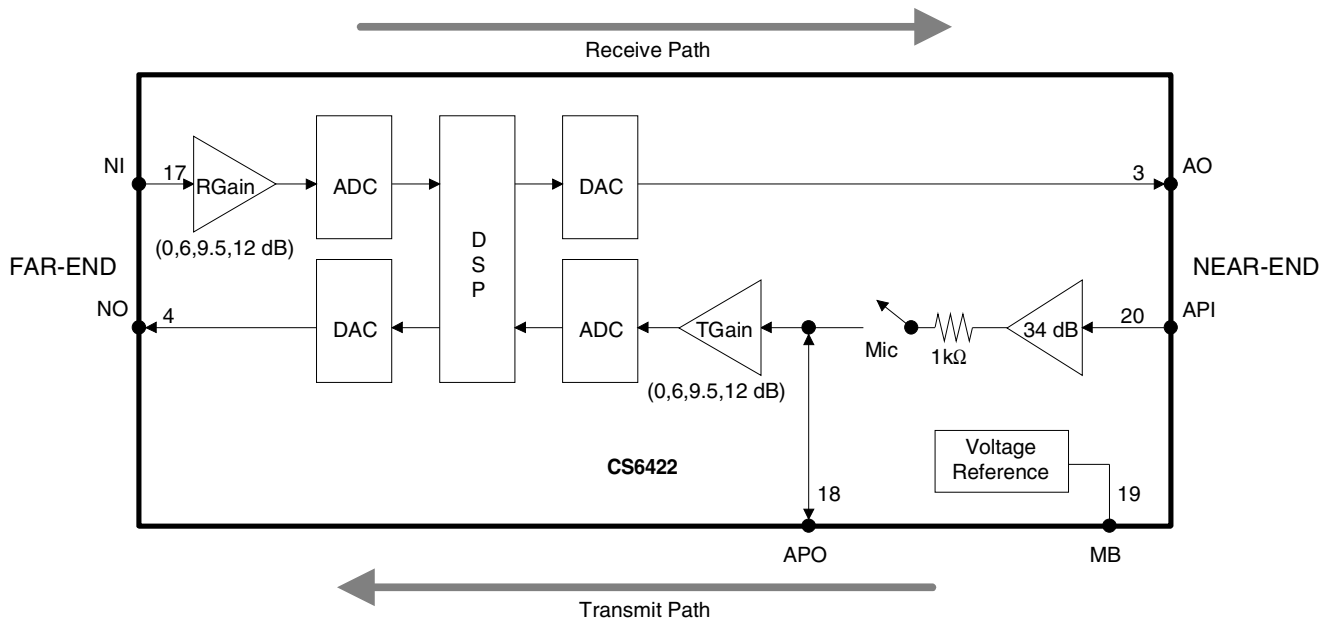 Receive Path
NI
17
RGain
(0,6,9.5,12 dB)
ADC
D
S
P
DAC
3
AO
FAR-END
NEAR-END
NO
4
DAC
ADC
TGain
(0,6,9.5,12 dB)
Mic
1kΩ
34 dB
20
API
CS6422
Voltage
Reference
18
19
APO
MB
Transmit Path